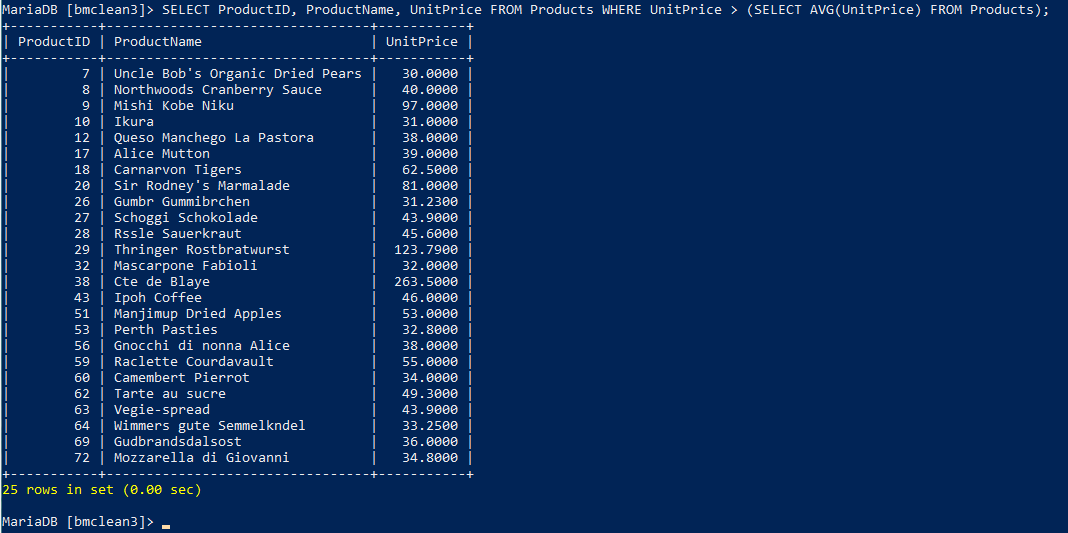 MariaDB [bmclean3]> SELECT ProductID, ProductName, UnitPrice FROM Products WHERE UnitPrice > (SELECT AVG(UnitPrice) FROM Products);
+-----------+---------------------------------+-----------+
| ProductID | ProductName                     | UnitPrice |
+-----------+---------------------------------+-----------+
|         7 | Uncle Bob's Organic Dried Pears |   30.0000 |
|         8 | Northwoods Cranberry Sauce      |   40.0000 |
|         9 | Mishi Kobe Niku                 |   97.0000 |
|        10 | Ikura                           |   31.0000 |
|        12 | Queso Manchego La Pastora       |   38.0000 |
|        17 | Alice Mutton                    |   39.0000 |
|        18 | Carnarvon Tigers                |   62.5000 |
|        20 | Sir Rodney's Marmalade          |   81.0000 |
|        26 | Gumbr Gummibrchen               |   31.2300 |
|        27 | Schoggi Schokolade              |   43.9000 |
|        28 | Rssle Sauerkraut                |   45.6000 |
|        29 | Thringer Rostbratwurst          |  123.7900 |
|        32 | Mascarpone Fabioli              |   32.0000 |
|        38 | Cte de Blaye                    |  263.5000 |
|        43 | Ipoh Coffee                     |   46.0000 |
|        51 | Manjimup Dried Apples           |   53.0000 |
|        53 | Perth Pasties                   |   32.8000 |
|        56 | Gnocchi di nonna Alice          |   38.0000 |
|        59 | Raclette Courdavault            |   55.0000 |
|        60 | Camembert Pierrot               |   34.0000 |
|        62 | Tarte au sucre                  |   49.3000 |
|        63 | Vegie-spread                    |   43.9000 |
|        64 | Wimmers gute Semmelkndel        |   33.2500 |
|        69 | Gudbrandsdalsost                |   36.0000 |
|        72 | Mozzarella di Giovanni          |   34.8000 |
+-----------+---------------------------------+-----------+
25 rows in set (0.00 sec)
MariaDB [bmclean3]> _